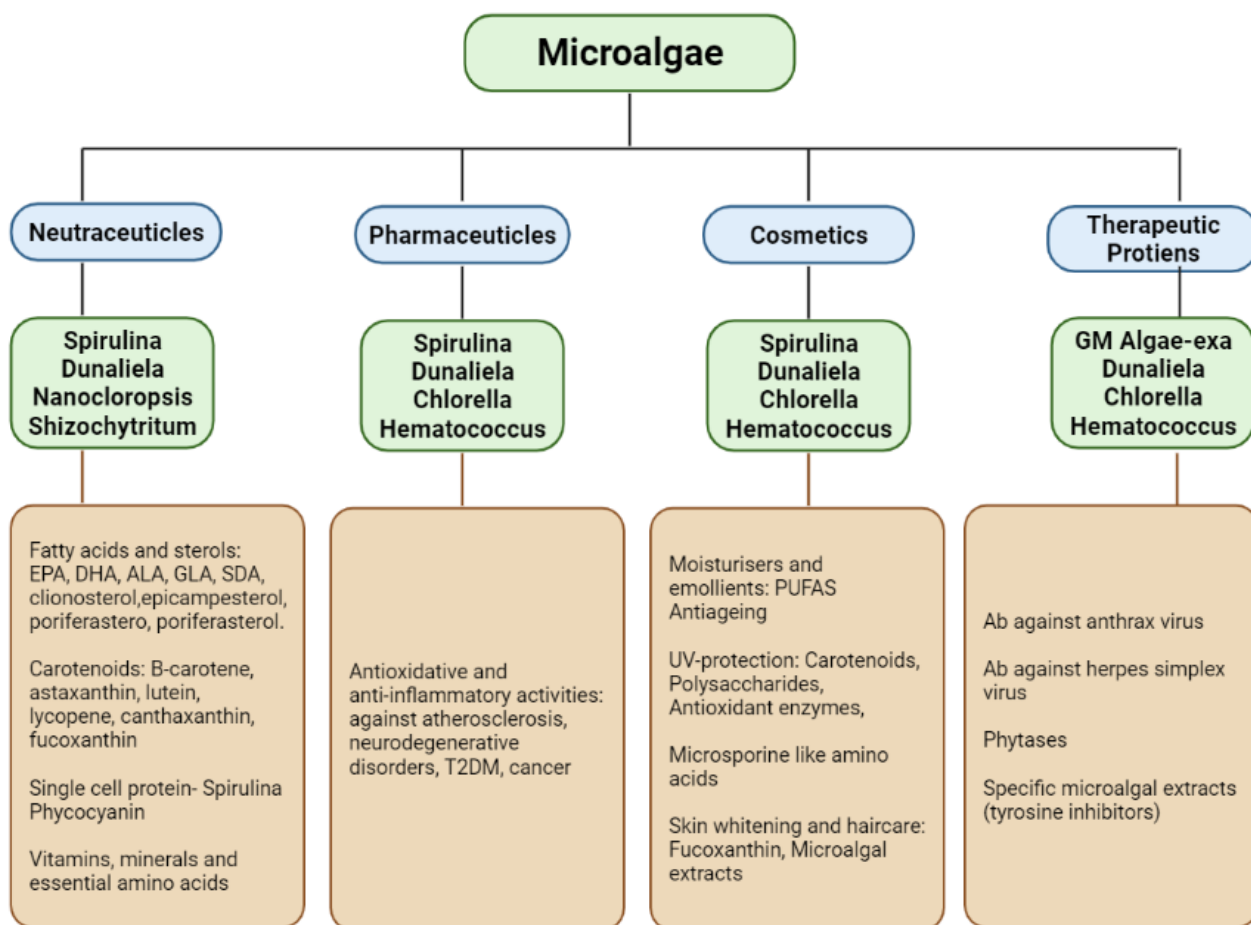 Microalgae
Neutraceuticles
Pharmaceuticles
Cosmetics
Therapeutic
Protiens
Spirulina
Dunaliela
Nanocloropsis
Shizochytritum
Spirulina
Dunaliela
Chlorella
Hematococcus
Spirulina
Dunaliela
Chlorella
Hematococcus
GM Algae-exa
Dunaliela
Chlorella
Hematococcus
Fatty acids and sterols:
EPA, DHA, ALA, GLA, SDA,
clionosterol,epicampesterol,
poriferastero, poriferasterol.
Carotenoids: B-carotene,
astaxanthin, lutein,
lycopene, canthaxanthin,
fucoxanthin
Single cell protein- Spirulina
Phycocyanin
Vitamins, minerals and
essential amino acids
Antioxidative and
anti-inflammatory activities:
against atherosclerosis,
neurodegenerative
disorders, T2DM, cancer
Moisturisers and
emollients: PUFAS
Antiageing
UV-protection: Carotenoids,
Polysaccharides,
Antioxidant enzymes,
Microsporine like amino
acids
Skin whitening and haircare:
Fucoxanthin, Microalgal
extracts
Ab against anthrax virus
Ab against herpes simplex
virus
Phytases
Specific microalgal extracts
(tyrosine inhibitors)